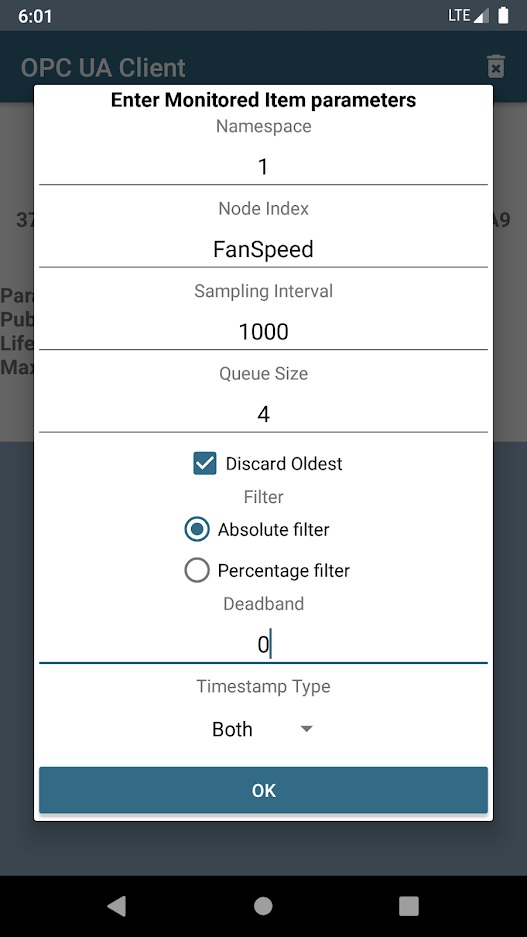 6:01
LTE
OPC UA Client
Enter Monitored Item parameters
Namespace
1
Node Index
FanSpeed
Sampling Interval
1000
Queue Size
4
Discard Oldest
Filter
Absolute filter
Percentage filter
Deadband
0
Timestamp Type
Both
OK
37
A9
Para
Pub
Life
Max